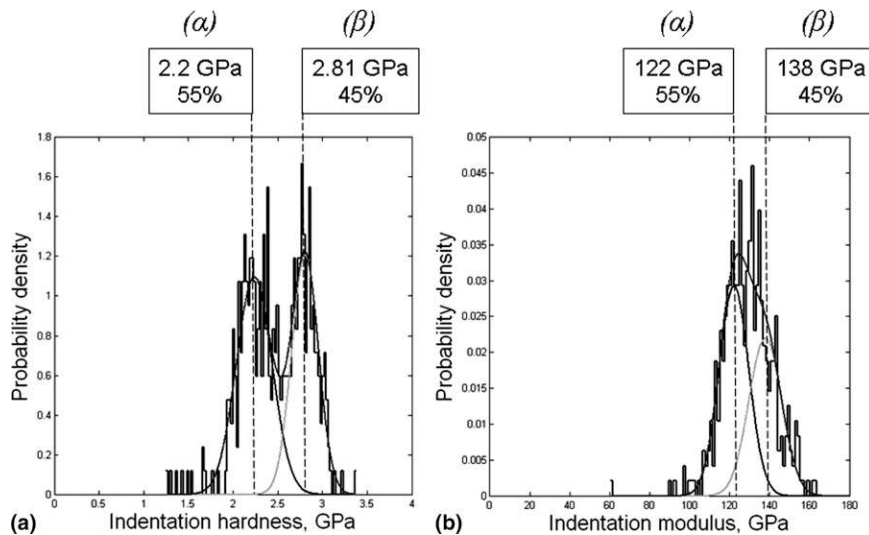 (α) (β)
2.2 GPa
55%
2.81 GPa
45%
1.8
1.6
1.4
1.2
1
0.8
0.6
0.4
0.2
0
0 0.5 1 1.5 2 2.5 3 3.5 4
Probability density
(a) Indentation hardness, GPa
(α) (β)
122 GPa
55%
138 GPa
45%
0.05
0.045
0.04
0.035
0.03
0.025
0.02
0.015
0.01
0.005
0
0 20 40 60 80 100 120 140 160 180
Probability density
(b) Indentation modulus, GPa